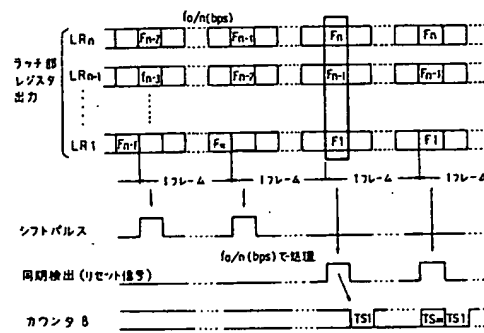 f₀/n(bps)
LRn Fn-2 Fn-1 Fn Fn
LRn-1 fn-3 Fn-2 Fn-1 Fn-1
ラッチ部
レジスタ
出力
LR1 Fn-1 F1 F1
1フレーム 1フレーム 1フレーム 1フレーム
シフトパルス
f₀/n(bps)で処理
同期検出(リセット信号)
カウンタB TS1 TSm TS1